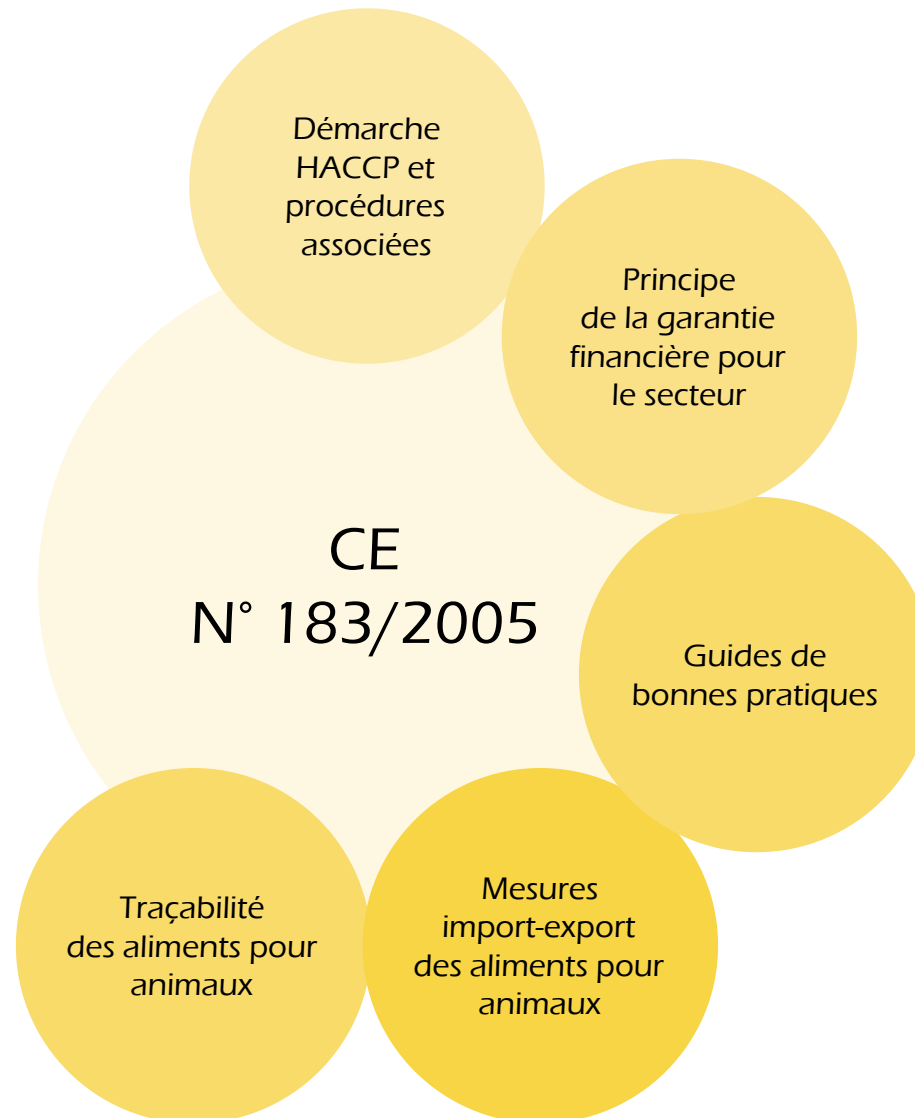 Démarche
HACCP et
procédures
associées
Principe
de la garantie
financière pour
le secteur
CE
N° 183/2005
Guides de
bonnes pratiques
Mesures
import-export
des aliments pour
animaux
Traçabilité
des aliments pour
animaux